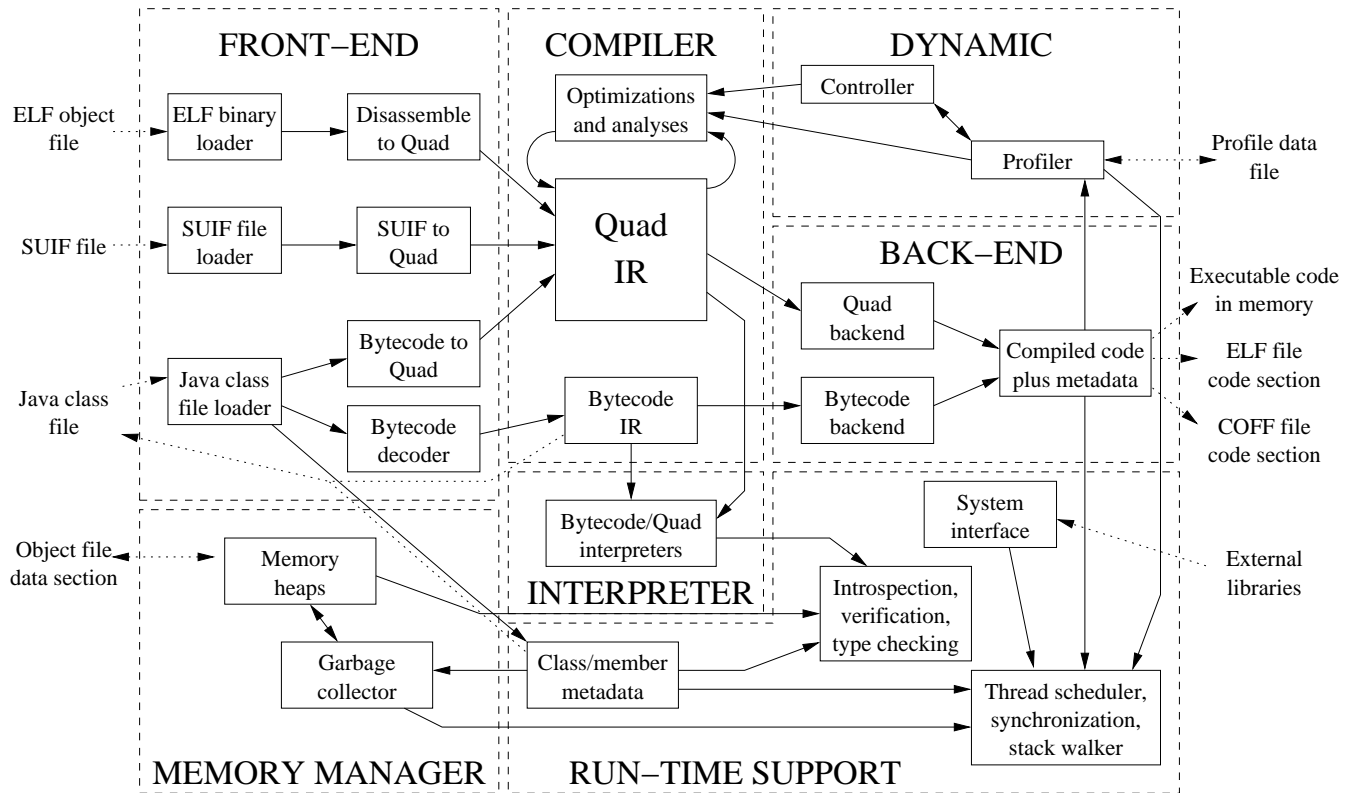 FRONT−END
COMPILER
DYNAMIC
ELF object
file
ELF binary
loader
Disassemble
to Quad
Optimizations
and analyses
Controller
Profiler
Profile data
file
SUIF file
SUIF file
loader
SUIF to
Quad
Quad
IR
BACK−END
Quad
backend
Executable code
in memory
Java class
file
Java class
file loader
Bytecode to
Quad
Bytecode
decoder
Bytecode
IR
Bytecode
backend
Compiled code
plus metadata
ELF file
code section
COFF file
code section
Bytecode/Quad
interpreters
INTERPRETER
System
interface
External
libraries
Object file
data section
Memory
heaps
Garbage
collector
Class/member
metadata
Introspection,
verification,
type checking
Thread scheduler,
synchronization,
stack walker
MEMORY MANAGER
RUN−TIME SUPPORT